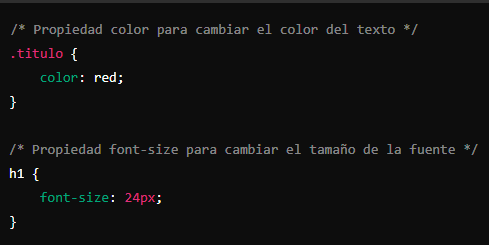 /* Propiedad color para cambiar el color del texto */
.titulo {
    color: red;
}

/* Propiedad font-size para cambiar el tamaño de la fuente */
h1 {
    font-size: 24px;
}